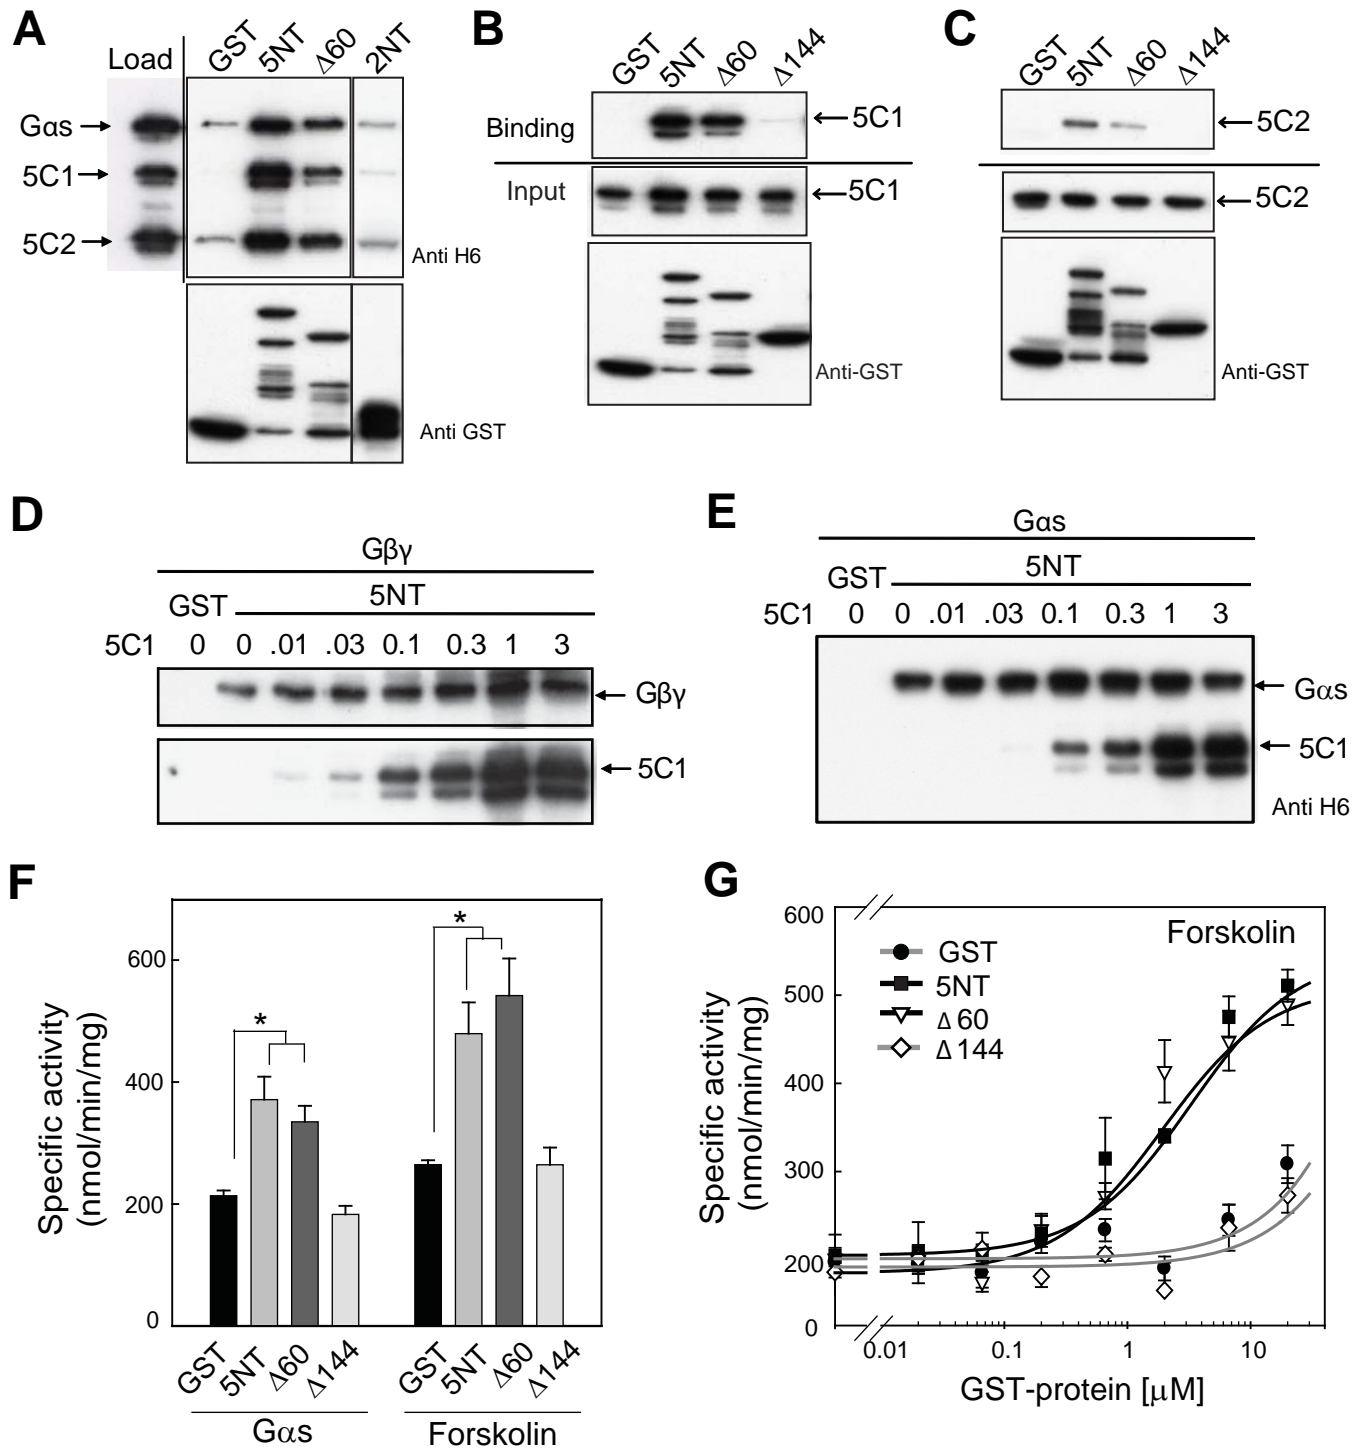 A
Load
GST
5NT
Δ60
2NT
Gαs
5C1
5C2
Anti H6
Anti GST
B
GST
5NT
Δ60
Δ144
Binding
5C1
Input
5C1
Anti-GST
C
GST
5NT
Δ60
Δ144
5C2
5C2
Anti-GST
D
Gβγ
GST
5NT
5C1 0 0 .01 .03 0.1 0.3 1 3
Gβγ
5C1
E
Gαs
GST
5NT
5C1 0 0 .01 .03 0.1 0.3 1 3
Gαs
5C1
Anti H6
F
Specific activity
(nmol/min/mg)
600
400
200
0
*
*
GST
5NT
Δ60
Δ144
GST
5NT
Δ60
Δ144
Gαs
Forskolin
G
Specific activity
(nmol/min/mg)
600
500
400
300
200
0
Forskolin
GST
5NT
Δ 60
Δ 144
0.01 0.1 1 10
GST-protein [μM]